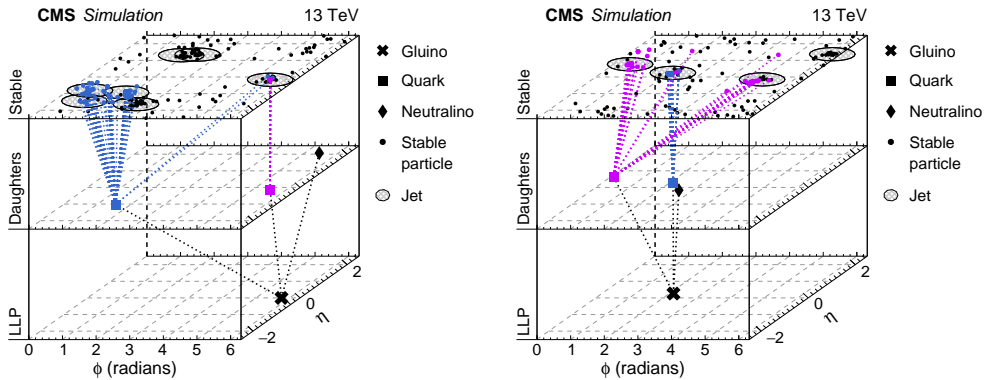 CMS Simulation 13 TeV
Stable
Daughters
LLP
Gluino
Quark
Neutralino
Stable
particle
Jet
2
0
−2
η
0 1 2 3 4 5 6
ϕ (radians)
CMS Simulation 13 TeV
Stable
Daughters
LLP
Gluino
Quark
Neutralino
Stable
particle
Jet
2
0
−2
η
0 1 2 3 4 5 6
ϕ (radians)